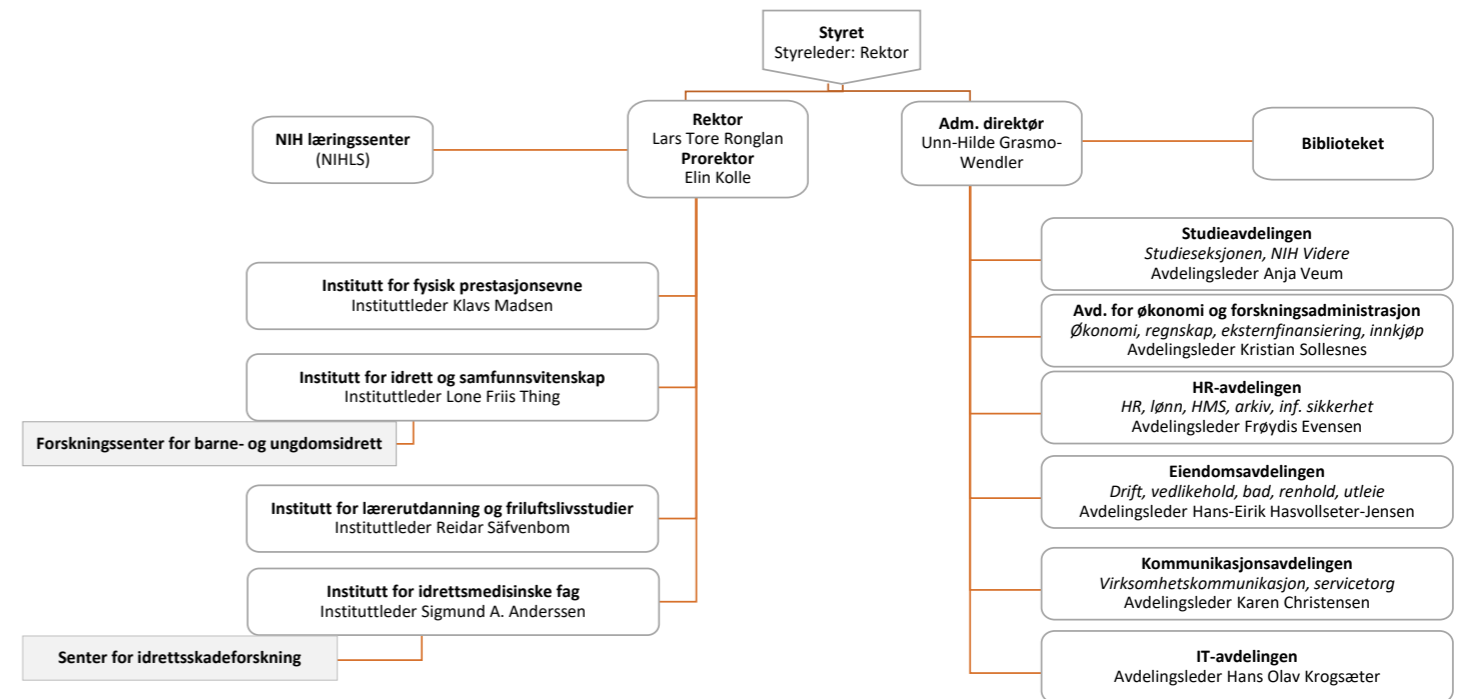 Styret
Styreleder: Rektor
NIH læringssenter
(NIHLS)
Rektor
Lars Tore Ronglan
Prorektor
Elin Kolle
Adm. direktør
Unn-Hilde Grasmo-
Wendler
Biblioteket
Institutt for fysisk prestasjonsevne
Instituttleder Klavs Madsen
Institutt for idrett og samfunnsvitenskap
Instituttleder Lone Friis Thing
Forskningssenter for barne- og ungdomsidrett
Institutt for lærerutdanning og friluftslivsstudier
Instituttleder Reidar Säfvenbom
Institutt for idrettsmedisinske fag
Instituttleder Sigmund A. Anderssen
Senter for idrettsskadeforskning
Studieavdelingen
Studieseksjonen, NIH Videre
Avdelingsleder Anja Veum
Avd. for økonomi og forskningsadministrasjon
Økonomi, regnskap, eksternfinansiering, innkjøp
Avdelingsleder Kristian Sollesnes
HR-avdelingen
HR, lønn, HMS, arkiv, inf. sikkerhet
Avdelingsleder Frøydis Evensen
Eiendomsavdelingen
Drift, vedlikehold, bad, renhold, utleie
Avdelingsleder Hans-Eirik Hasvollseter-Jensen
Kommunikasjonsavdelingen
Virksomhetskommunikasjon, servicetorg
Avdelingsleder Karen Christensen
IT-avdelingen
Avdelingsleder Hans Olav Krogsæter